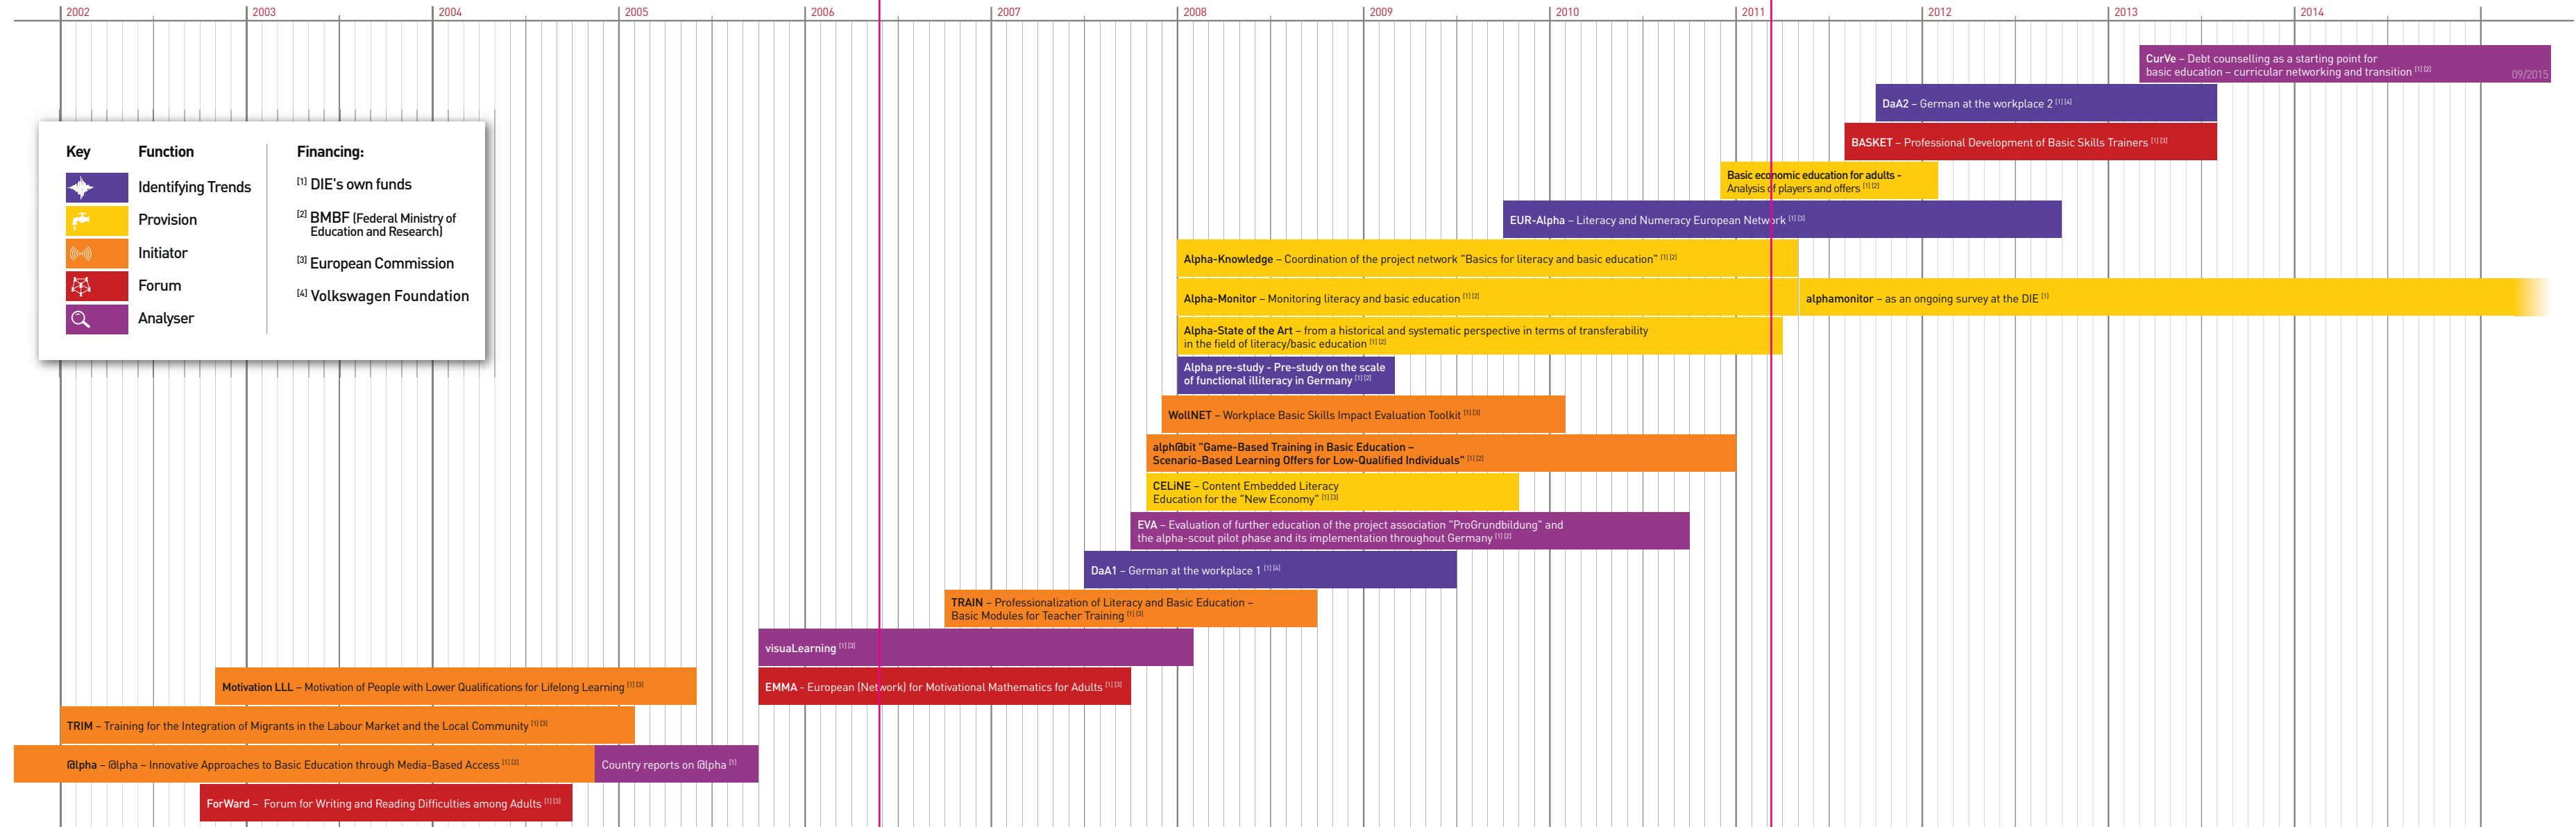 2002 2003 2004 2005 2006 2007 2008 2009 2010 2011 2012 2013 2014
CurVe – Debt counselling as a starting point for
basic education – curricular networking and transition [1] [2]
09/2015
DaA2 – German at the workplace 2 [1] [4]
BASKET – Professional Development of Basic Skills Trainers [1] [3]
Key Function
Identifying Trends
Provision
Initiator
Forum
Analyser
Financing:
[1] DIE's own funds
[2] BMBF (Federal Ministry of
Education and Research)
[3] European Commission
[4] Volkswagen Foundation
Basic economic education for adults -
Analysis of players and offers [1] [2]
EUR-Alpha – Literacy and Numeracy European Network [1] [3]
Alpha-Knowledge – Coordination of the project network "Basics for literacy and basic education" [1] [2]
Alpha-Monitor – Monitoring literacy and basic education [1] [2]
alphamonitor – as an ongoing survey at the DIE [1]
Alpha-State of the Art – from a historical and systematic perspective in terms of transferability
in the field of literacy/basic education [1] [2]
Alpha pre-study - Pre-study on the scale
of functional illiteracy in Germany [1] [2]
WollNET – Workplace Basic Skills Impact Evaluation Toolkit [1] [3]
alph@bit "Game-Based Training in Basic Education –
Scenario-Based Learning Offers for Low-Qualified Individuals" [1] [2]
CELiNE – Content Embedded Literacy
Education for the "New Economy" [1] [3]
EVA – Evaluation of further education of the project association "ProGrundbildung" and
the alpha-scout pilot phase and its implementation throughout Germany [1] [2]
DaA1 – German at the workplace 1 [1] [4]
TRAIN – Professionalization of Literacy and Basic Education –
Basic Modules for Teacher Training [1] [3]
visuaLearning [1] [3]
Motivation LLL – Motivation of People with Lower Qualifications for Lifelong Learning [1] [3]
EMMA - European (Network) for Motivational Mathematics for Adults [1] [3]
TRIM – Training for the Integration of Migrants in the Labour Market and the Local Community [1] [3]
@lpha – @lpha – Innovative Approaches to Basic Education through Media-Based Access [1] [2]
Country reports on @lpha [1]
ForWard – Forum for Writing and Reading Difficulties among Adults [1] [3]